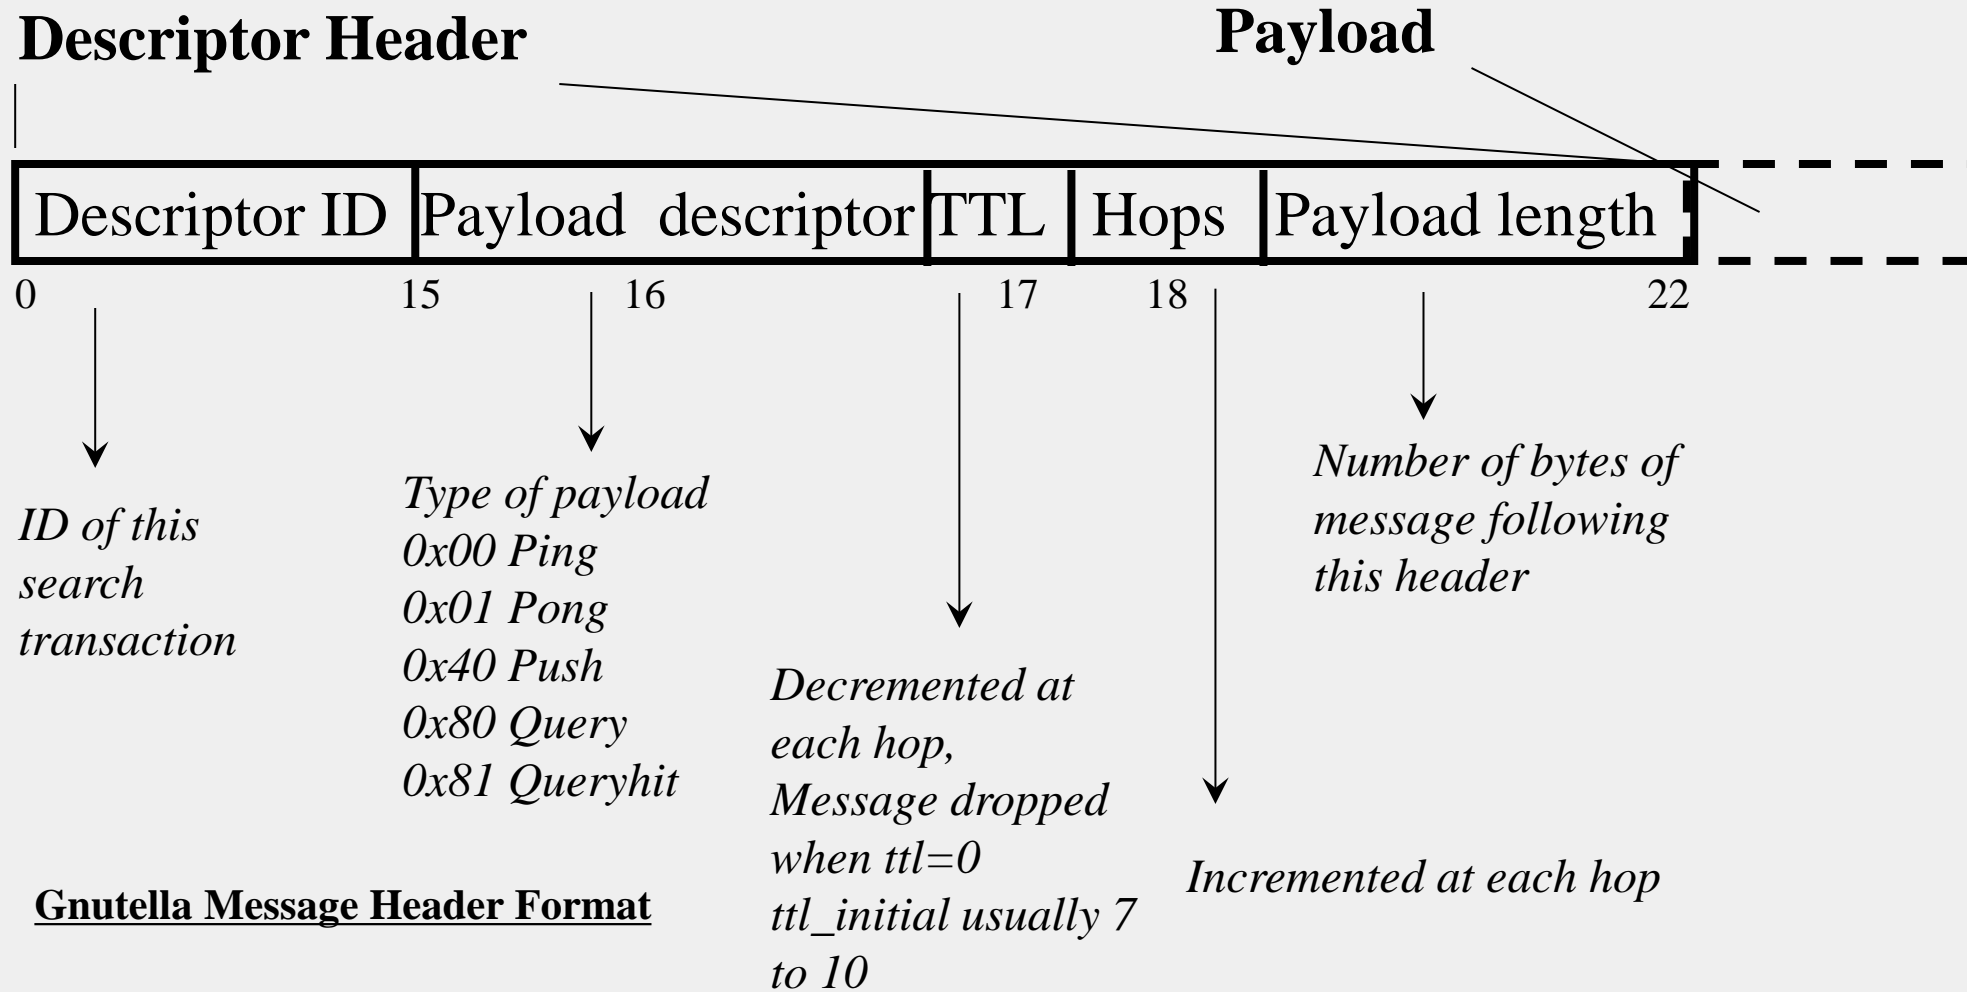 Descriptor Header
Payload
Descriptor ID Payload descriptor TTL Hops Payload length
0 15 16 17 18 22
ID of this
search
transaction
Type of payload
0x00 Ping
0x01 Pong
0x40 Push
0x80 Query
0x81 Queryhit
Decremented at
each hop,
Message dropped
when ttl=0
ttl_initial usually 7
to 10
Incremented at each hop
Number of bytes of
message following
this header
Gnutella Message Header Format